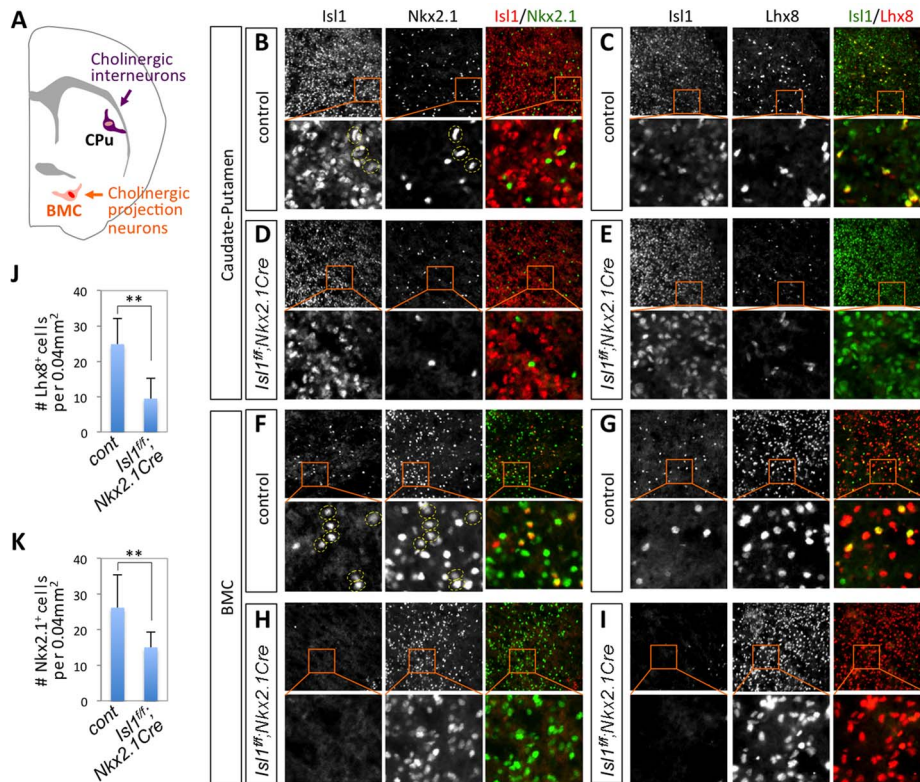 A
Cholinergic
interneurons
CPu
BMC
Cholinergic
projection
neurons
Isl1 Nkx2.1 Isl1/Nkx2.1 Isl1 Lhx8 Isl1/Lhx8
Caudate-Putamen
B
control
C
control
D
Isl1f/f;Nkx2.1Cre
E
Isl1f/f;Nkx2.1Cre
BMC
F
control
G
control
H
Isl1f/f;Nkx2.1Cre
I
Isl1f/f;Nkx2.1Cre
J
# Lhx8+ cells
per 0.04mm2
40
30
20
10
0
**
cont
Isl1f/f;
Nkx2.1Cre
K
# Nkx2.1+ cells
per 0.04mm2
40
30
20
10
0
**
cont
Isl1f/f;
Nkx2.1Cre